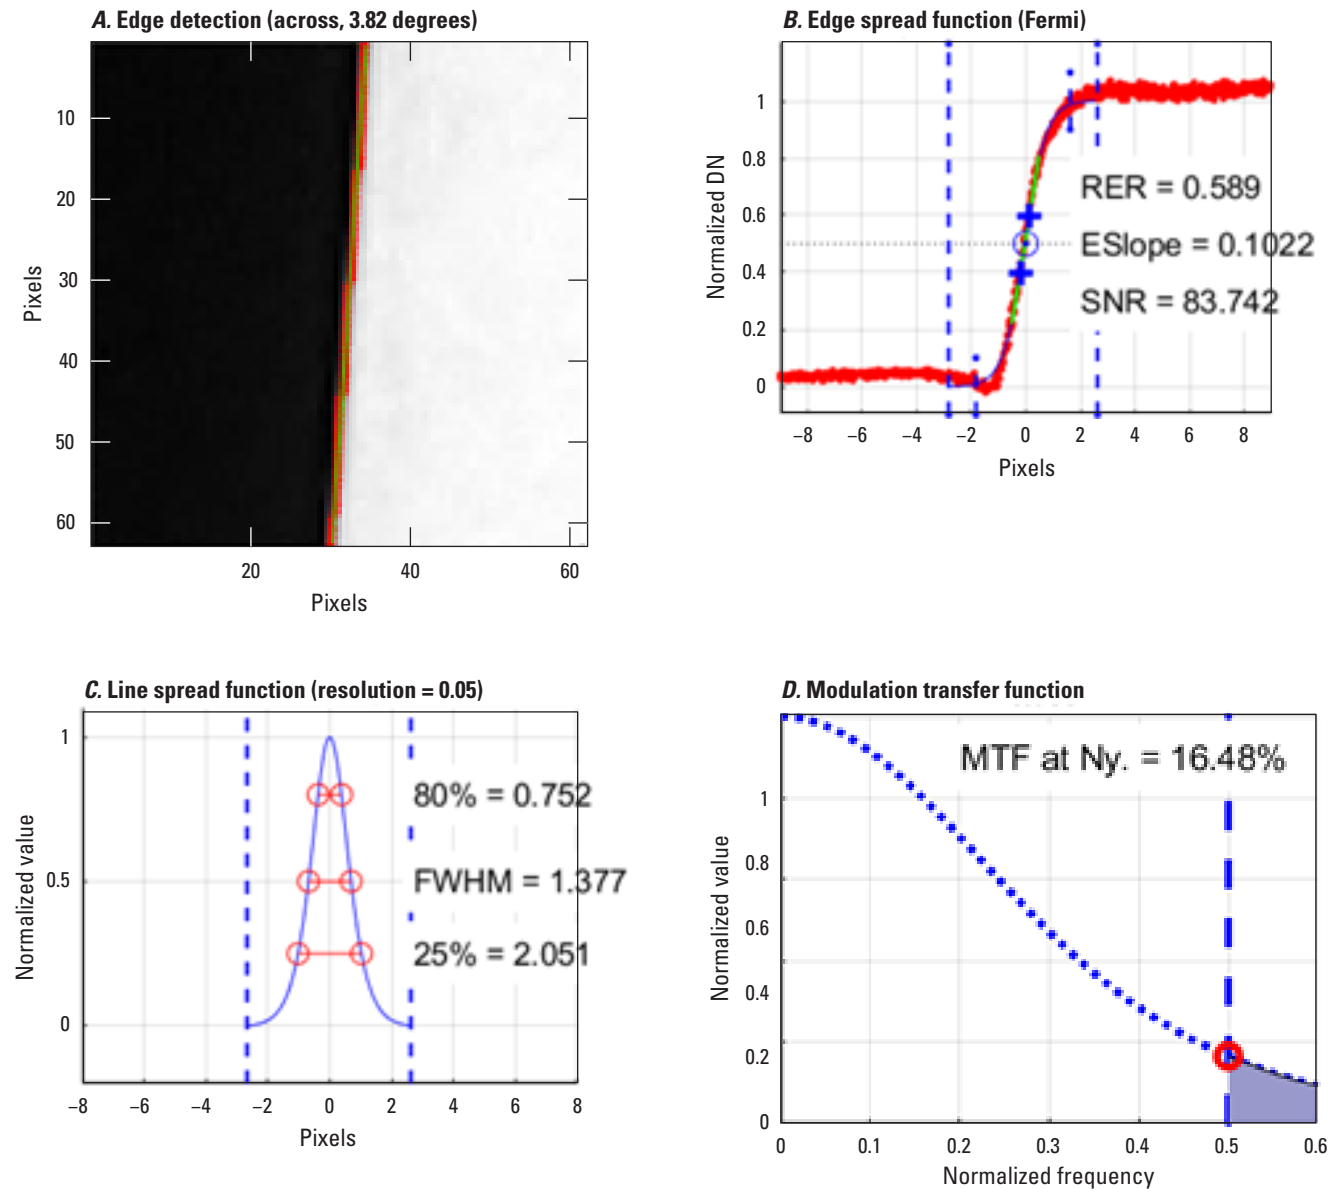 A. Edge detection (across, 3.82 degrees)
10
20
30
40
50
60
Pixels
20 40 60
Pixels
B. Edge spread function (Fermi)
1
0.8
0.6
0.4
0.2
0
Normalized DN
RER = 0.589
ESlope = 0.1022
SNR = 83.742
−8 −6 −4 −2 0 2 4 6 8
Pixels
C. Line spread function (resolution = 0.05)
1
0.5
0
Normalized value
80% = 0.752
FWHM = 1.377
25% = 2.051
−8 −6 −4 −2 0 2 4 6 8
Pixels
D. Modulation transfer function
MTF at Ny. = 16.48%
1
0.8
0.6
0.4
0.2
0
Normalized value
0 0.1 0.2 0.3 0.4 0.5 0.6
Normalized frequency